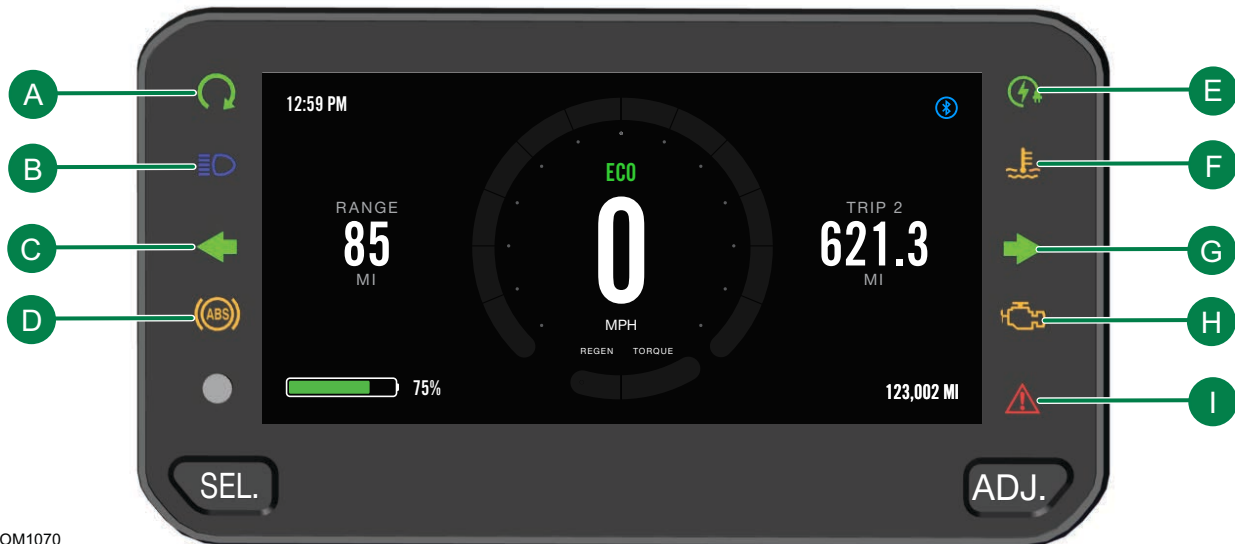 A
B
C
D
(ABS)
12:59 PM
RANGE
85
MI
75%
ECO
0
MPH
REGEN TORQUE
TRIP 2
621.3
MI
123,002 MI
E
F
G
H
I
SEL.
ADJ.
OM1070